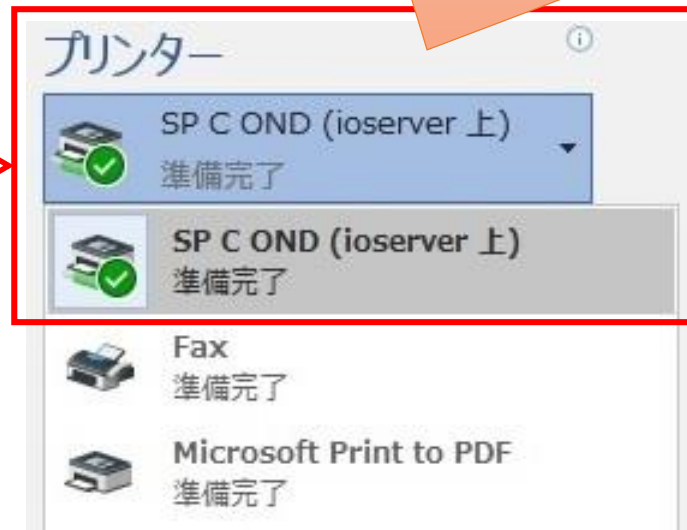 プリンター
SP C OND (ioserver 上)
準備完了
SP C OND (ioserver 上)
準備完了
Fax
準備完了
Microsoft Print to PDF
準備完了